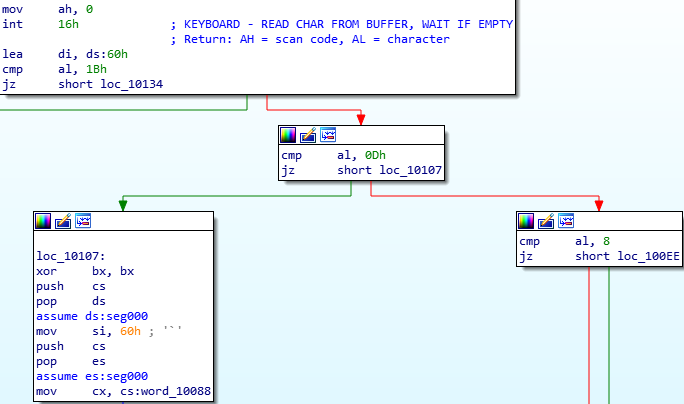 mov ah, 0
int 16h ; KEYBOARD - READ CHAR FROM BUFFER, WAIT IF EMPTY
; Return: AH = scan code, AL = character
lea di, ds:60h
cmp al, 1Bh
jz short loc_10134
cmp al, 0Dh
jz short loc_10107
loc_10107:
xor bx, bx
push cs
pop ds
assume ds:seg000
mov si, 60h ; '`'
push cs
pop es
assume es:seg000
mov cx, cs:word_10088
cmp al, 8
jz short loc_100EE